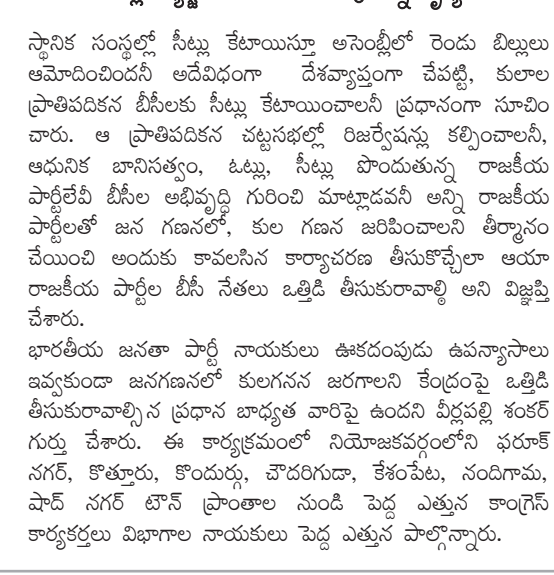 స్థానిక సంస్థల్లో సీట్లు కేటాయిస్తూ అసెంబ్లీలో రెండు బిల్లులు
ఆమోదించిందనీ అదేవిధంగా దేశవ్యాప్తంగా చేపట్టి, కులాల
ప్రాతిపదికన బీసీలకు సీట్లు కేటాయించాలనీ ప్రధానంగా సూచిం
చారు. ఆ ప్రాతిపదికన చట్టసభల్లో రిజర్వేషన్లు కల్పించాలనీ,
ఆధునిక బానిసత్వం, ఓట్లు, సీట్లు పొందుతున్న రాజకీయ
పార్టీలేవీ బీసీల అభివృద్ధి గురించి మాట్లాడవనీ అన్ని రాజకీయ
పార్టీలతో జన గణనలో, కుల గణన జరిపించాలని తీర్మానం
చేయించి అందుకు కావలసిన కార్యాచరణ తీసుకొచ్చేలా ఆయా
రాజకీయ పార్టీల బీసీ నేతలు ఒత్తిడి తీసుకురావాల్ఠి అని విజ్ఞప్తి
చేశారు.
భారతీయ జనతా పార్టీ నాయకులు ఊకదంపుడు ఉపన్యాసాలు
ఇవ్వకుండా జనగణనలో కులగనన జరగాలని కేంద్రంపై ఒత్తిడి
తీసుకురావాల్సిన ప్రధాన బాధ్యత వారిపై ఉందని వీర్లపల్లి శంకర్
గుర్తు చేశారు. ఈ కార్యక్రమంలో నియోజకవర్గంలోని ఫరూక్
నగర్, కొత్తూరు, కొందుర్గు, చౌదరిగుడా, కేశంపేట, నందిగామ,
షాద్ నగర్ టౌన్ ప్రాంతాల నుండి పెద్ద ఎత్తున కాంగ్రెస్
కార్యకర్తలు విభాగాల నాయకులు పెద్ద ఎత్తున పాల్గొన్నారు.